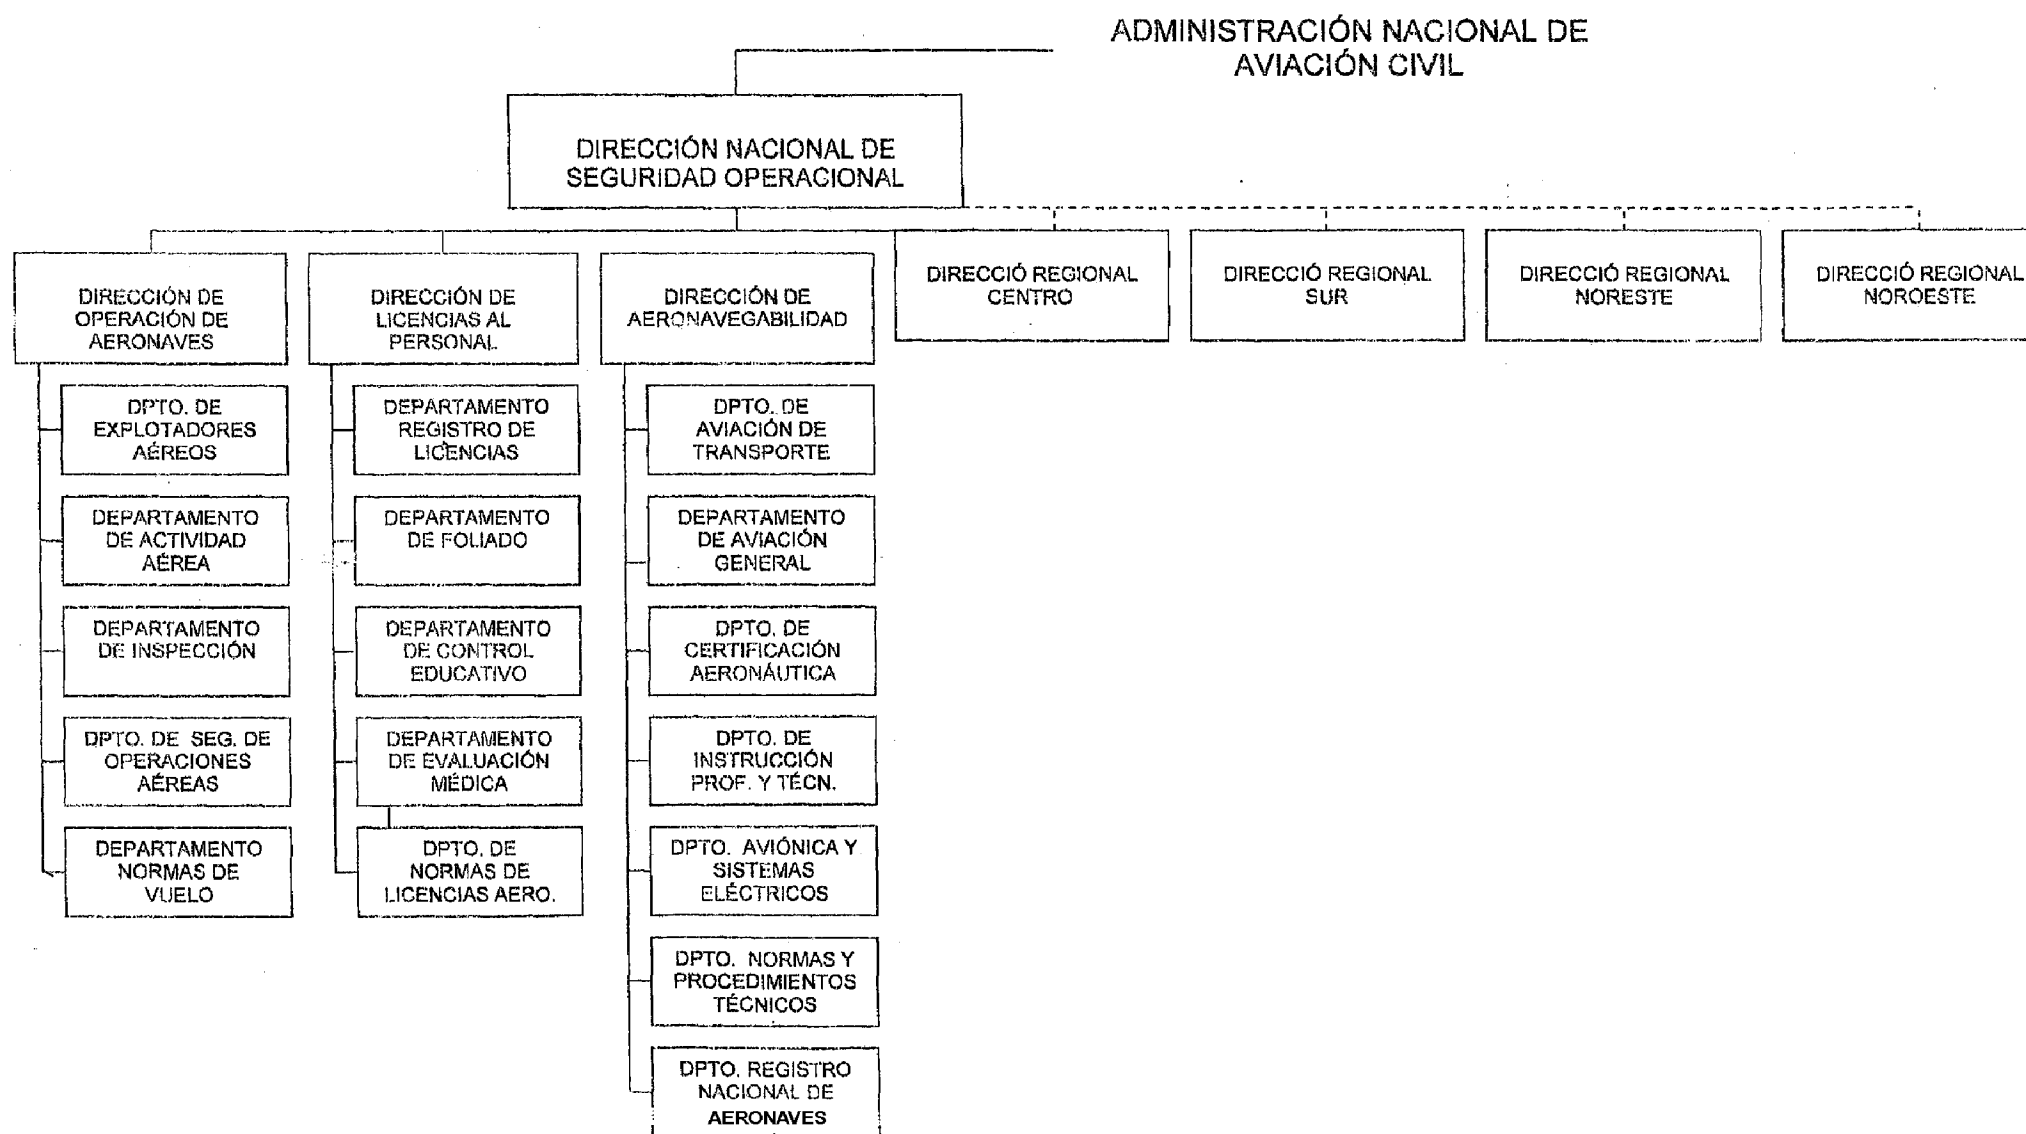 ADMINISTRACIÓN NACIONAL DE
AVIACIÓN CIVIL
DIRECCIÓN NACIONAL DE
SEGURIDAD OPERACIONAL
DIRECCIÓN DE
OPERACIÓN DE
AERONAVES
DIRECCIÓN DE
LICENCIAS AL
PERSONAL
DIRECCIÓN DE
AERONAVEGABILIDAD
DIRECCIÓ REGIONAL
CENTRO
DIRECCIÓ REGIONAL
SUR
DIRECCIÓ REGIONAL
NORESTE
DIRECCIÓ REGIONAL
NOROESTE
DPTO. DE
EXPLOTADORES
AÉREOS
DEPARTAMENTO
DE ACTIVIDAD
AÉREA
DEPARTAMENTO
DE INSPECCIÓN
DPTO. DE SEG. DE
OPERACIONES
AÉREAS
DEPARTAMENTO
NORMAS DE
VUELO
DEPARTAMENTO
REGISTRO DE
LICENCIAS
DEPARTAMENTO
DE FOLIADO
DEPARTAMENTO
DE CONTROL
EDUCATIVO
DEPARTAMENTO
DE EVALUACIÓN
MÉDICA
DPTO. DE
NORMAS DE
LICENCIAS AERO.
DPTO. DE
AVIACIÓN DE
TRANSPORTE
DEPARTAMENTO
DE AVIACIÓN
GENERAL
DPTO. DE
CERTIFICACIÓN
AERONÁUTICA
DPTO. DE
INSTRUCCIÓN
PROF. Y TÉCN.
DPTO. AVIÓNICA Y
SISTEMAS
ELÉCTRICOS
DPTO. NORMAS Y
PROCEDIMIENTOS
TÉCNICOS
DPTO. REGISTRO
NACIONAL DE
AERONAVES